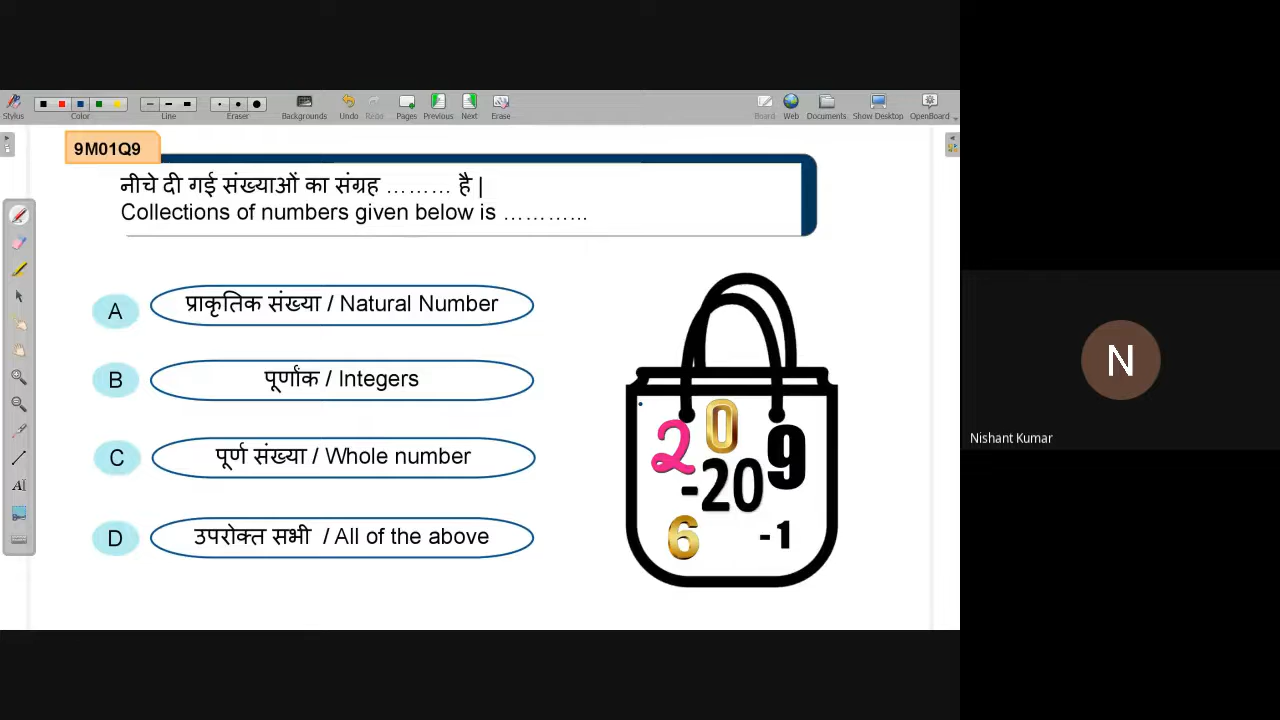 Stylus
Color
Line
Eraser
Backgrounds
Undo
Redo
Pages
Previous
Next
Erase
Board
Web
Documents
Show Desktop
OpenBoard
9M01Q9
नीचे दी गई संख्याओं का संग्रह ……… है |
Collections of numbers given below is ………...
A
प्राकृतिक संख्या / Natural Number
B
पूर्णांक / Integers
C
पूर्ण संख्या / Whole number
D
उपरोक्त सभी / All of the above
0
2
9
-20
6
-1
N
Nishant Kumar